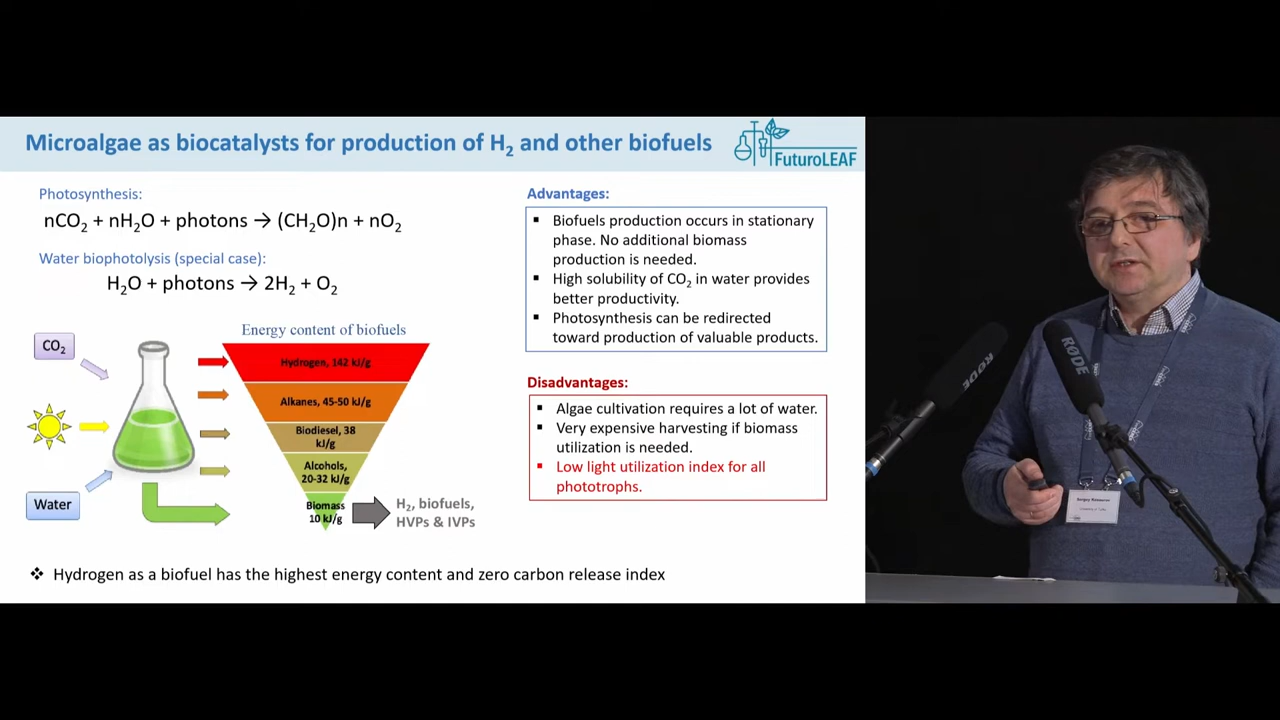 Microalgae as biocatalysts for production of H₂ and other biofuels
FuturoLEAF
Photosynthesis:
nCO₂ + nH₂O + photons → (CH₂O)n + nO₂
Water biophotolysis (special case):
H₂O + photons → 2H₂ + O₂
CO₂
Water
Energy content of biofuels
Hydrogen, 142 kJ/g
Alkanes, 45-50 kJ/g
Biodiesel, 38
kJ/g
Alcohols,
20-32 kJ/g
Biomass
10 kJ/g
H₂, biofuels,
HVPs & IVPs
Advantages:
▪ Biofuels production occurs in stationary
phase. No additional biomass
production is needed.
▪ High solubility of CO₂ in water provides
better productivity.
▪ Photosynthesis can be redirected
toward production of valuable products.
Disadvantages:
▪ Algae cultivation requires a lot of water.
▪ Very expensive harvesting if biomass
utilization is needed.
▪ Low light utilization index for all
phototrophs.
❖ Hydrogen as a biofuel has the highest energy content and zero carbon release index
RØDE
RØDE